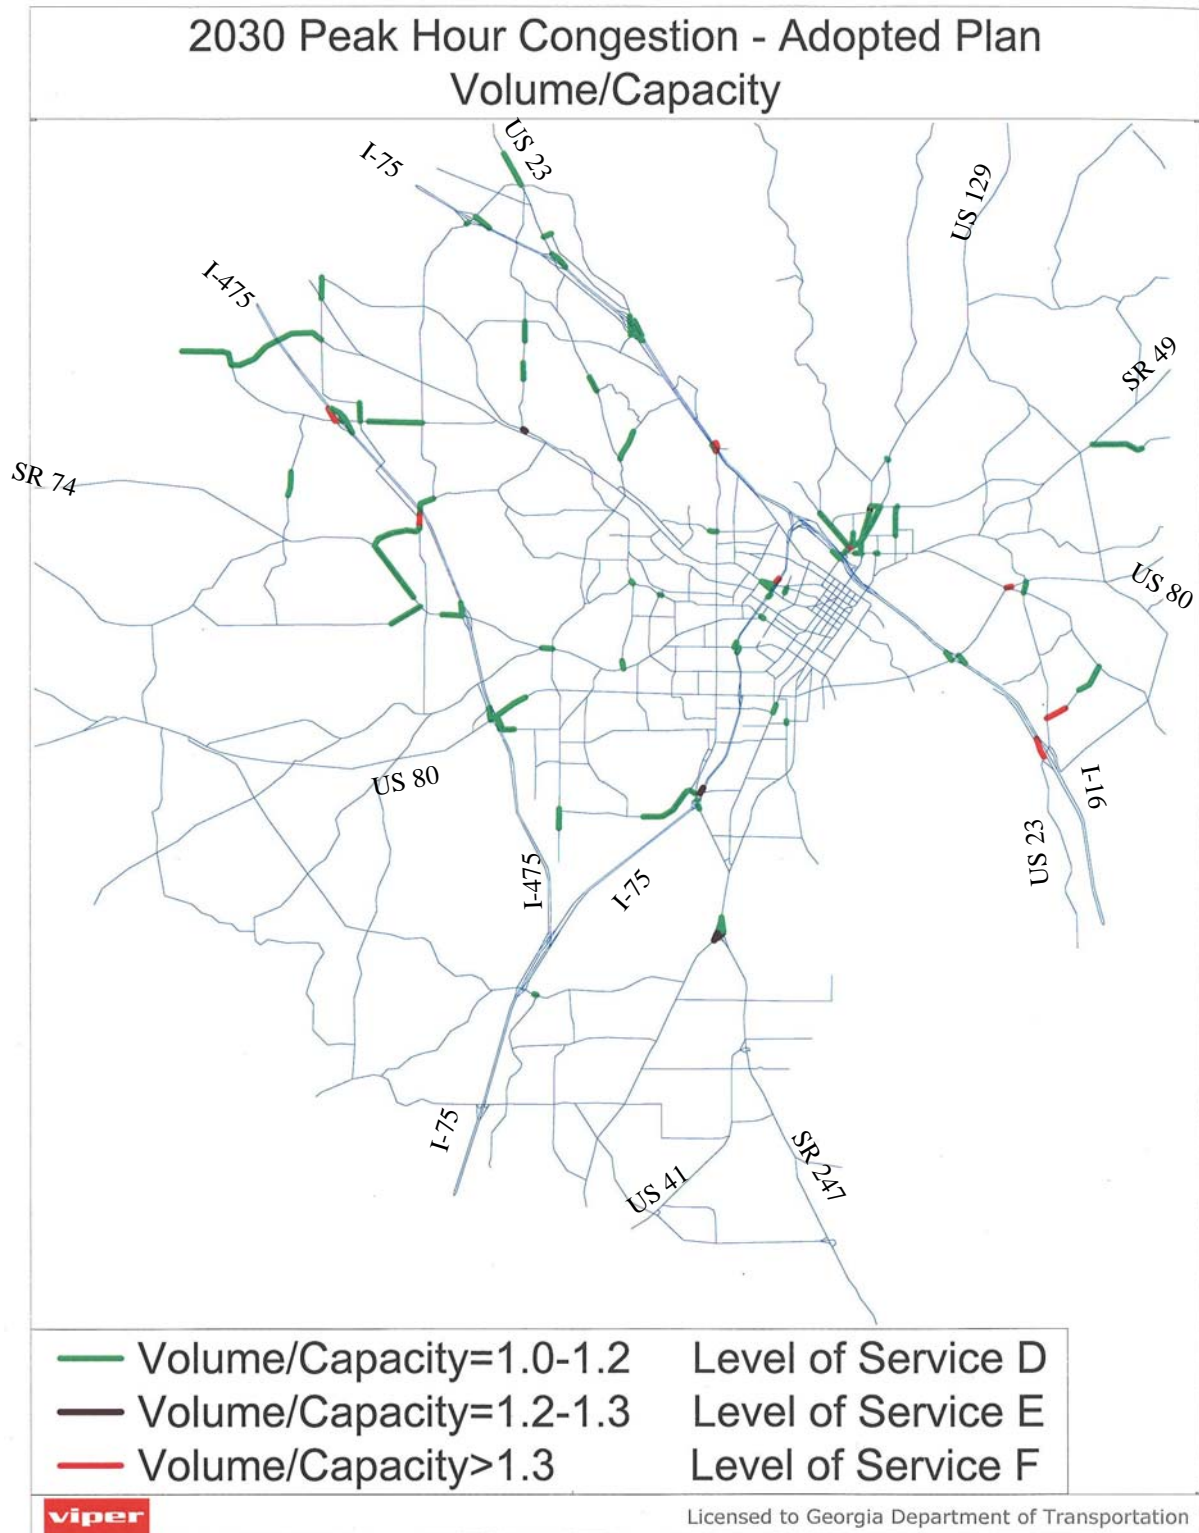 2030 Peak Hour Congestion - Adopted Plan
Volume/Capacity
US 23
I-75
US 129
I-475
SR 49
SR 74
US 80
US 80
I-16
US 23
I-475
I-75
I-75
SR 247
US 41
Volume/Capacity=1.0-1.2 Level of Service D
Volume/Capacity=1.2-1.3 Level of Service E
Volume/Capacity>1.3 Level of Service F
viper
Licensed to Georgia Department of Transportation